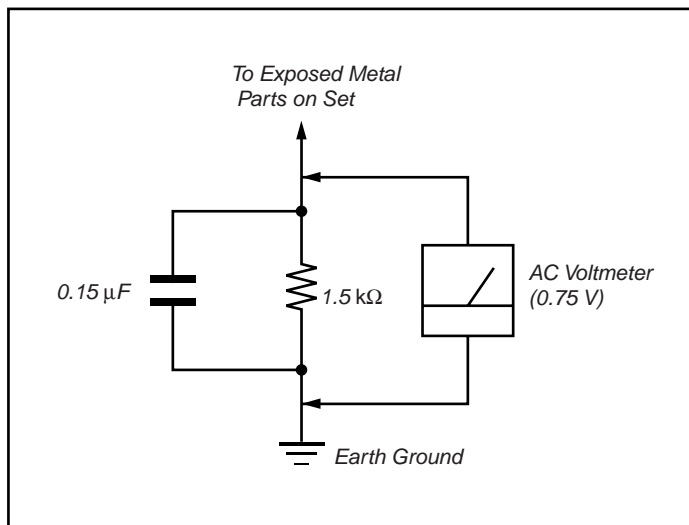 To Exposed Metal
Parts on Set
0.15 μF
1.5 kΩ
AC Voltmeter
(0.75 V)
Earth Ground